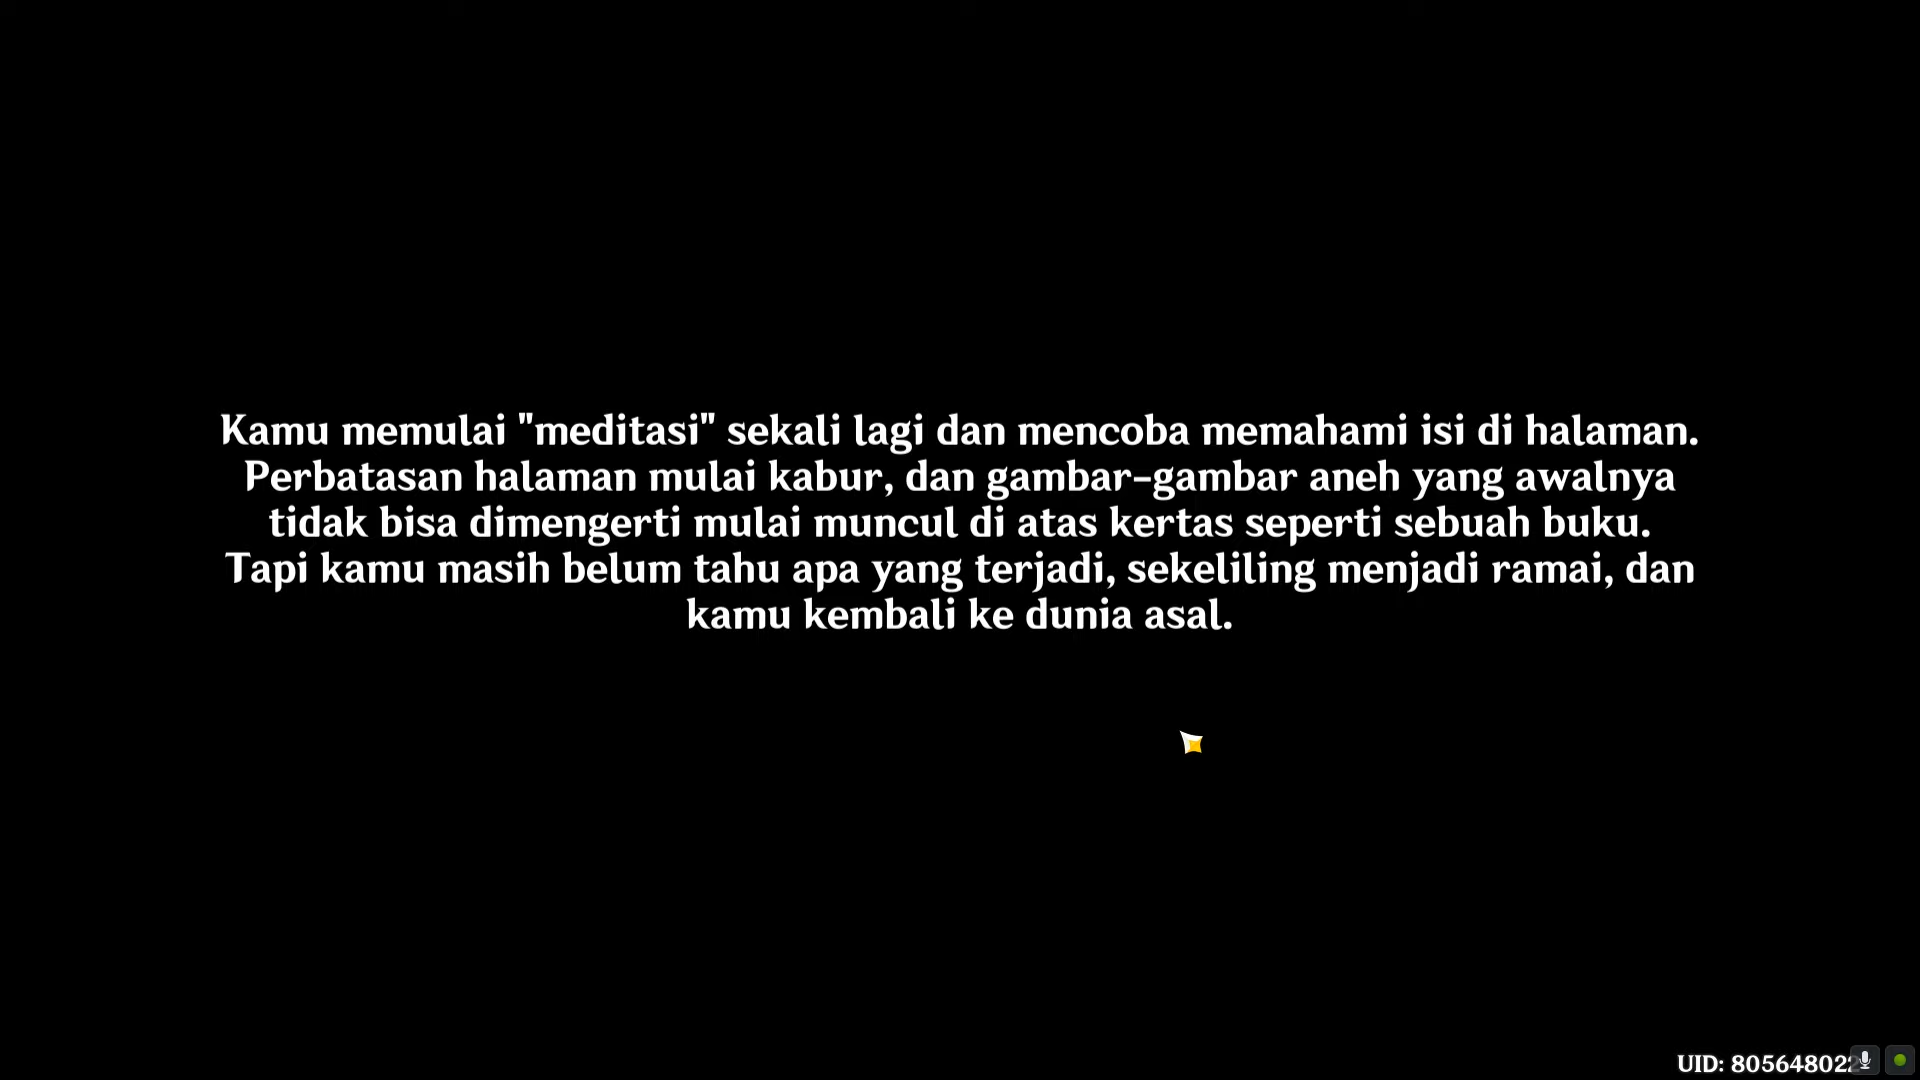 Kamu memulai "meditasi" sekali lagi dan mencoba memahami isi di halaman.
Perbatasan halaman mulai kabur, dan gambar-gambar aneh yang awalnya
tidak bisa dimengerti mulai muncul di atas kertas seperti sebuah buku.
Tapi kamu masih belum tahu apa yang terjadi, sekeliling menjadi ramai, dan
kamu kembali ke dunia asal.
UID: